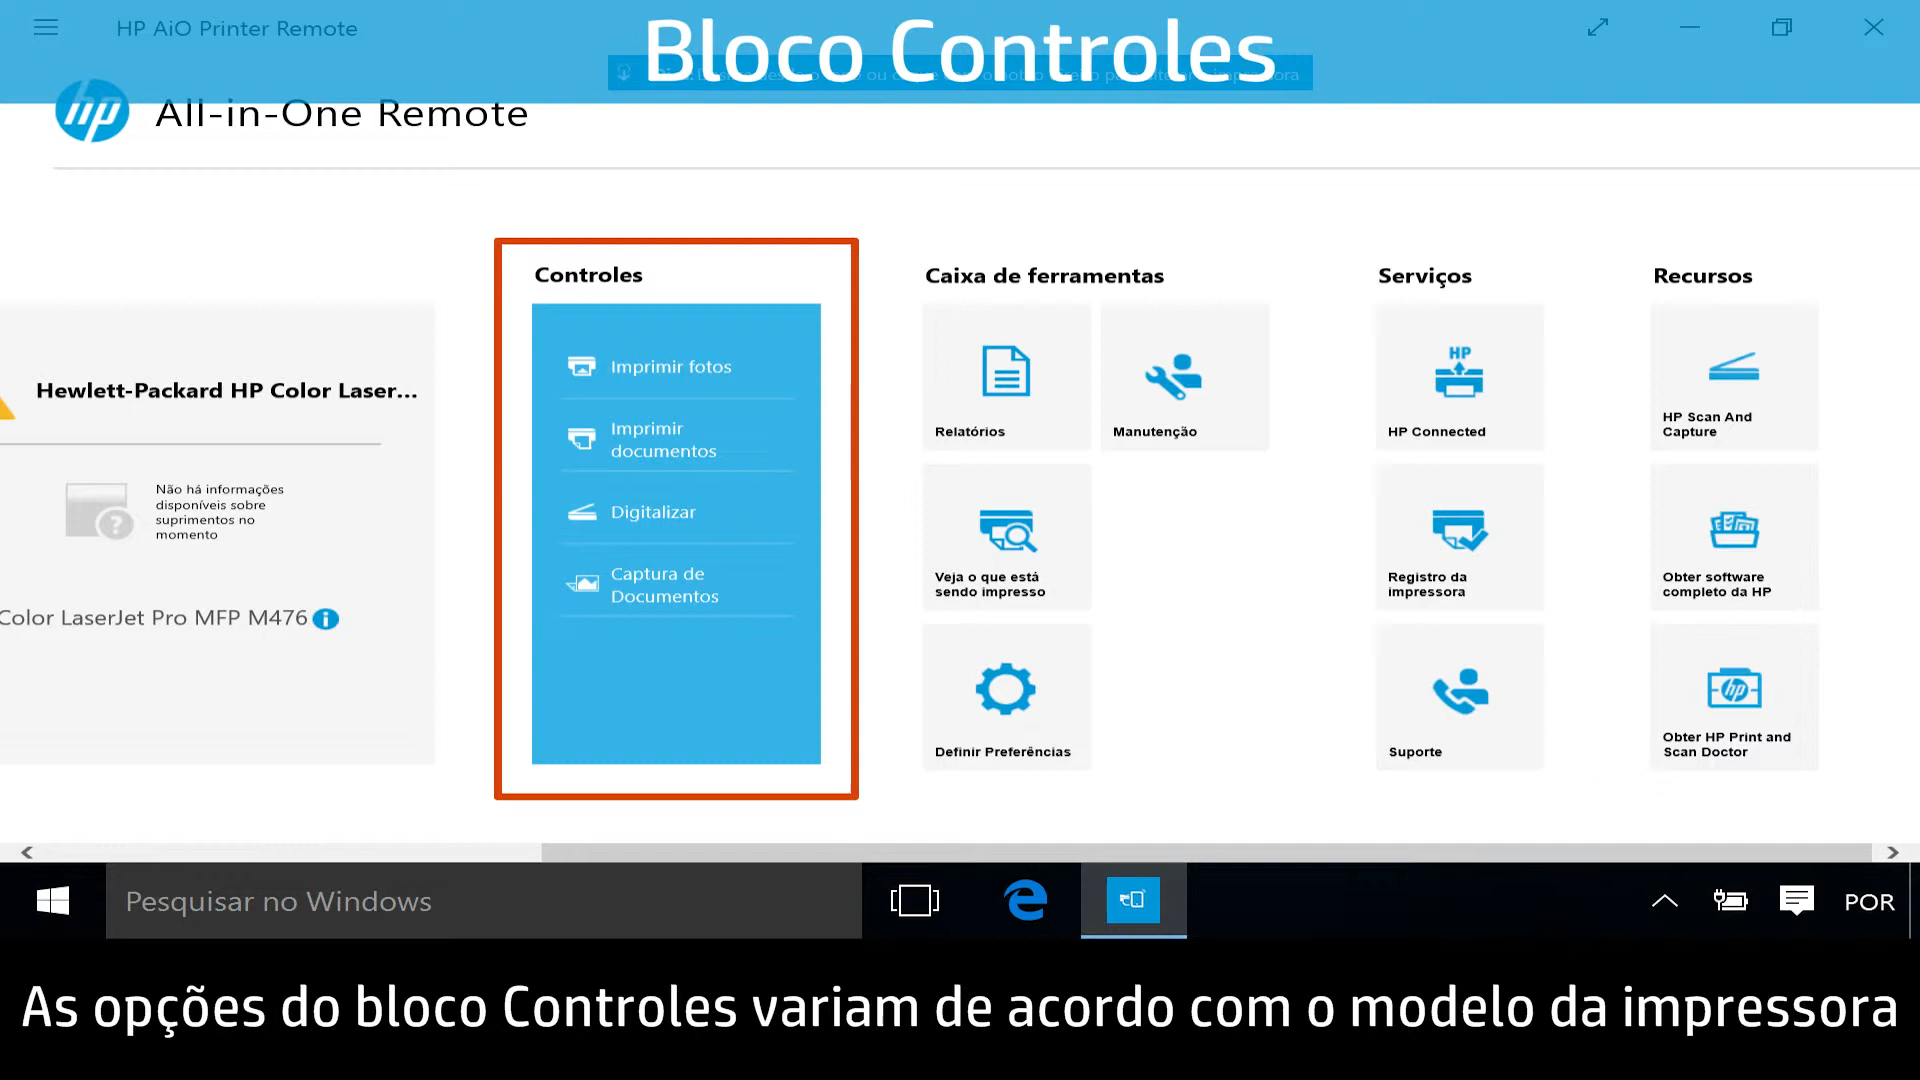 HP AiO Printer Remote
Bloco Controles
hp
All-in-One Remote
Hewlett-Packard HP Color Laser...
Não há informações
disponíveis sobre
suprimentos no
momento
Color LaserJet Pro MFP M476
Controles
Imprimir fotos
Imprimir
documentos
Digitalizar
Captura de
Documentos
Caixa de ferramentas
Relatórios
Manutenção
Veja o que está
sendo impresso
Definir Preferências
Serviços
HP
HP Connected
Registro da
impressora
Suporte
Recursos
HP Scan And
Capture
Obter software
completo da HP
hp
Obter HP Print and
Scan Doctor
Pesquisar no Windows
POR
As opções do bloco Controles variam de acordo com o modelo da impressora